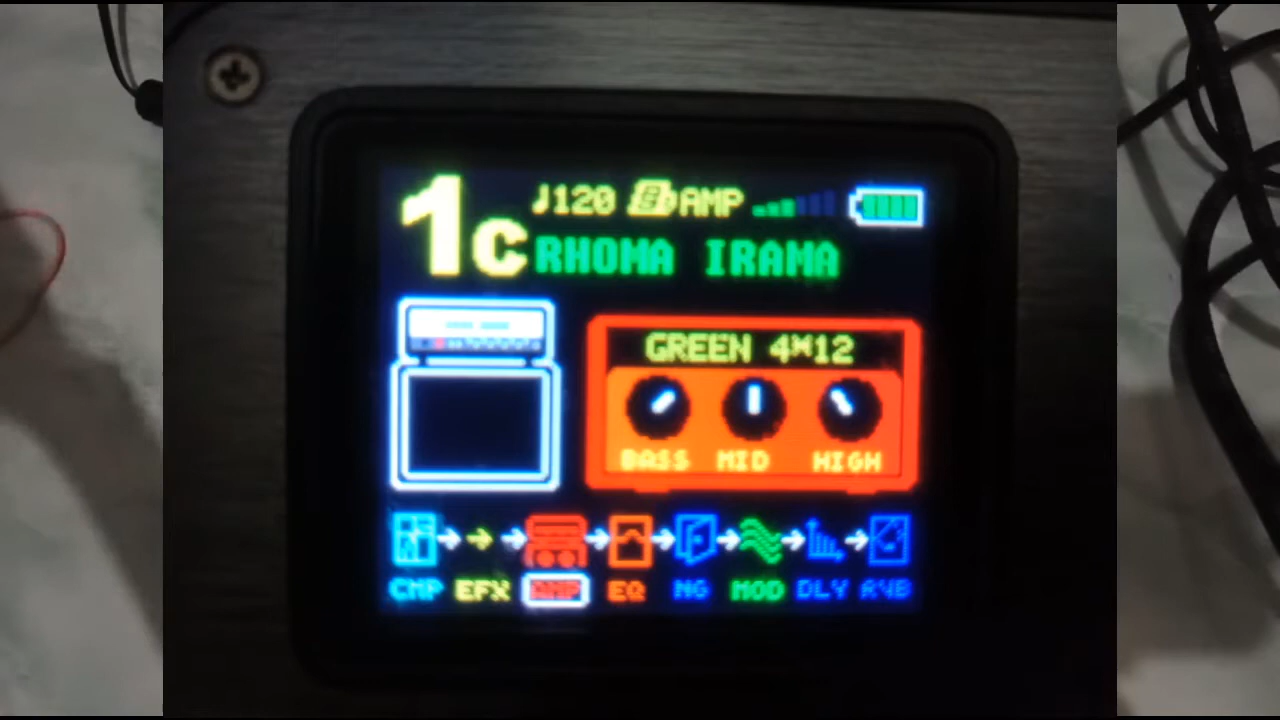 1c ♩120 AMP
RHOMA IRAMA
GREEN 4x12
BASS MID HIGH
CMP EFX AMP EQ NG MOD DLY RVB